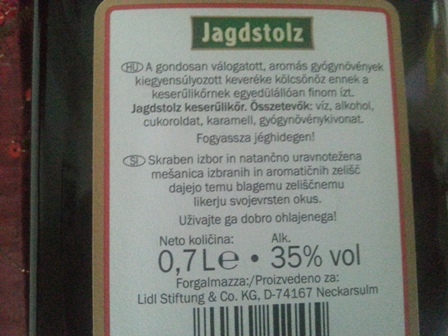 Jagdstolz
HU A gondosan válogatott, aromás gyógynövények
kiegyensúlyozott keveréke kölcsönöz ennek a
keserűlikőrnek egyedülállóan finom ízt.
Jagdstolz keserűlikőr. Összetevők: víz, alkohol,
cukoroldat, karamell, gyógynövénykivonat.
Fogyassza jéghidegen!
SI Skraben izbor in natančno uravnotežena
mešanica izbranih in aromatičnih zelišč
dajejo temu blagemu zeliščnemu
likerju svojevrsten okus.
Uživajte ga dobro ohlajenega!
Neto količina: Alk.
0,7 L e • 35% vol
Forgalmazza:/Proizvedeno za:
Lidl Stiftung & Co. KG, D-74167 Neckarsulm